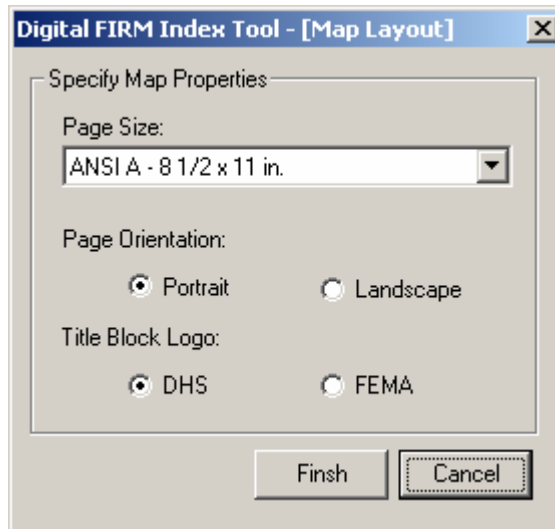 Digital FIRM Index Tool - [Map Layout]
Specify Map Properties
Page Size:
ANSI A - 8 1/2 x 11 in.
Page Orientation:
Portrait Landscape
Title Block Logo:
DHS FEMA
Finsh Cancel